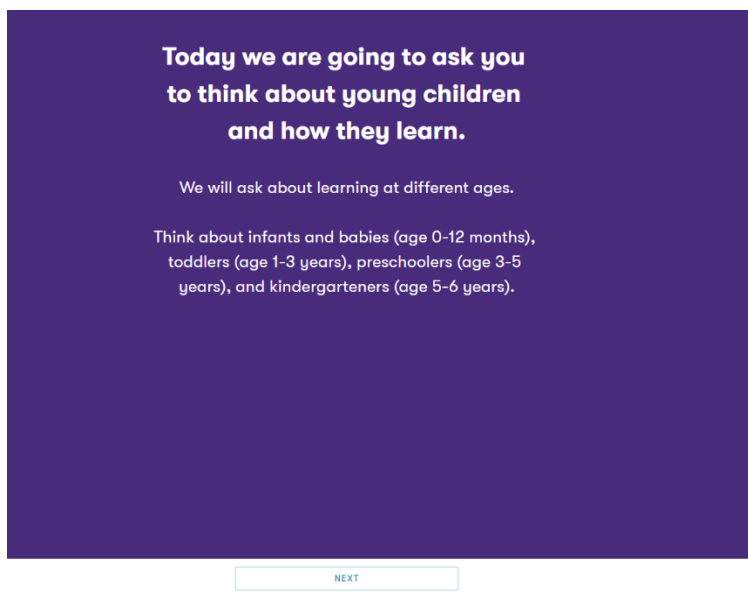 Today we are going to ask you
to think about young children
and how they learn.
We will ask about learning at different ages.
Think about infants and babies (age 0-12 months),
toddlers (age 1-3 years), preschoolers (age 3-5
years), and kindergarteners (age 5-6 years).
NEXT